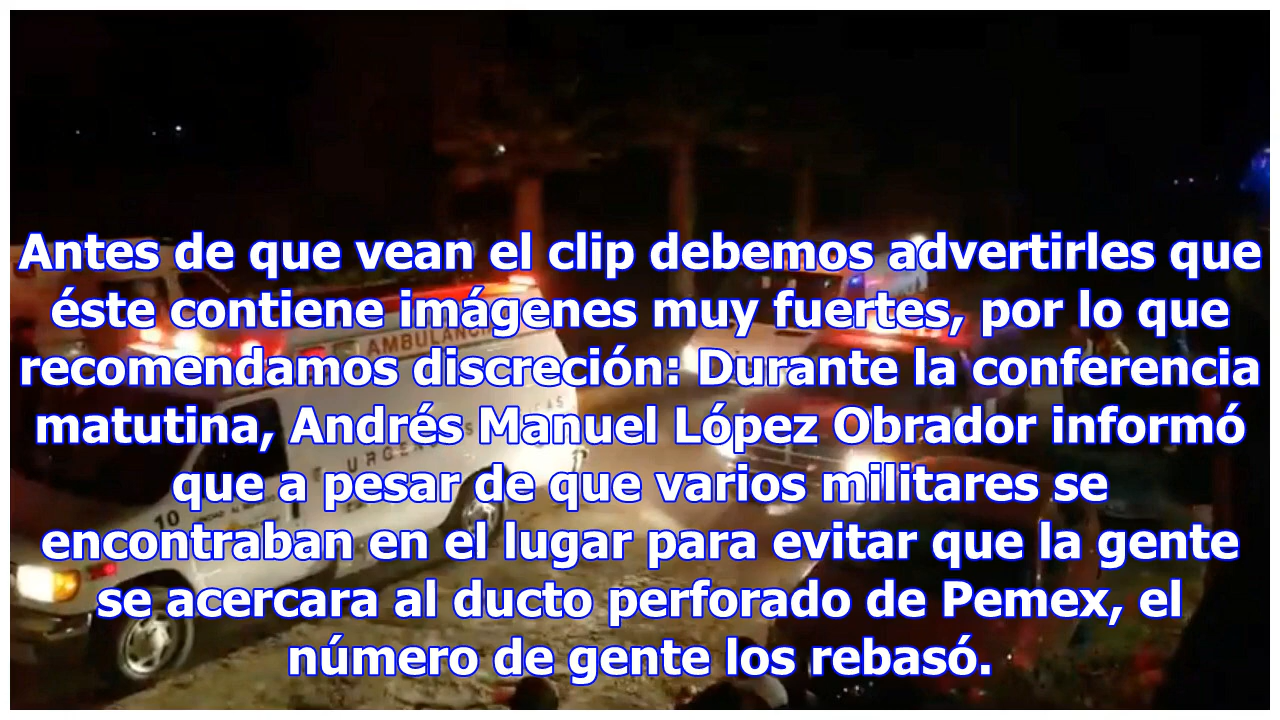 Antes de que vean el clip debemos advertirles que
éste contiene imágenes muy fuertes, por lo que
recomendamos discreción: Durante la conferencia
matutina, Andrés Manuel López Obrador informó
que a pesar de que varios militares se
encontraban en el lugar para evitar que la gente
se acercara al ducto perforado de Pemex, el
número de gente los rebasó.
AMBULANCIA
10